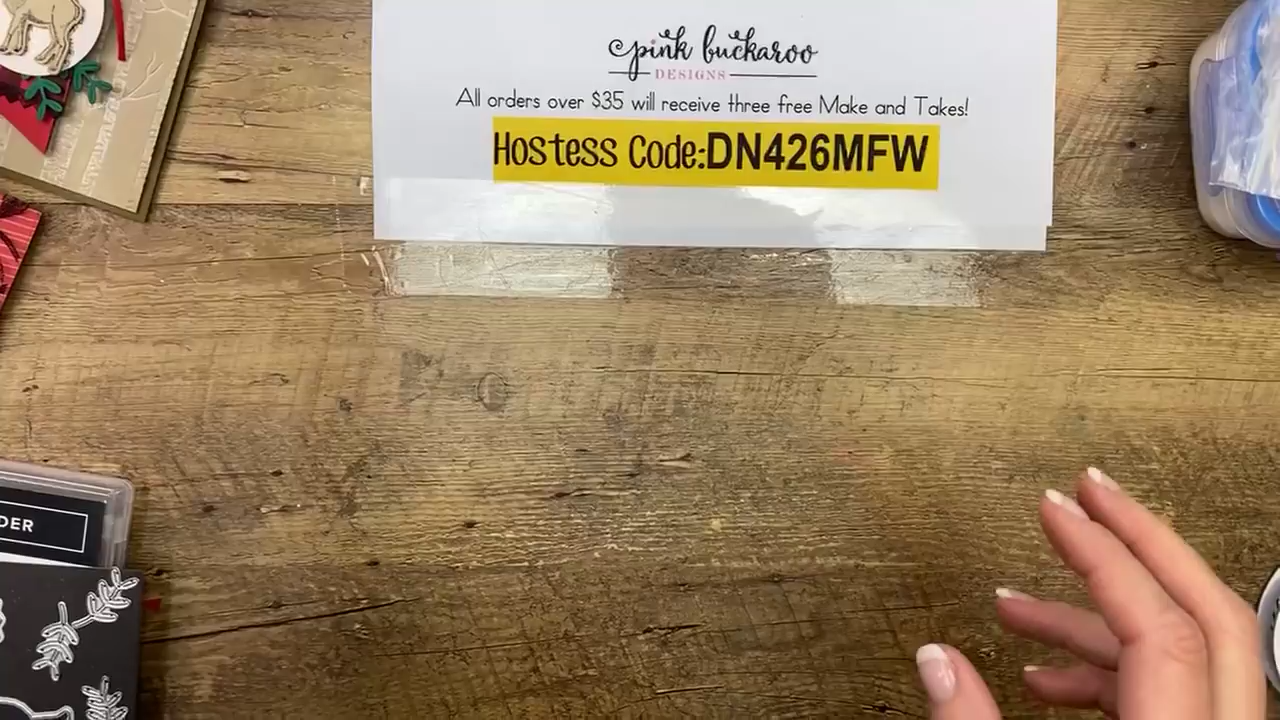 pink buckaroo
DESIGNS
All orders over $35 will receive three free Make and Takes!
Hostess Code:DN426MFW
DER